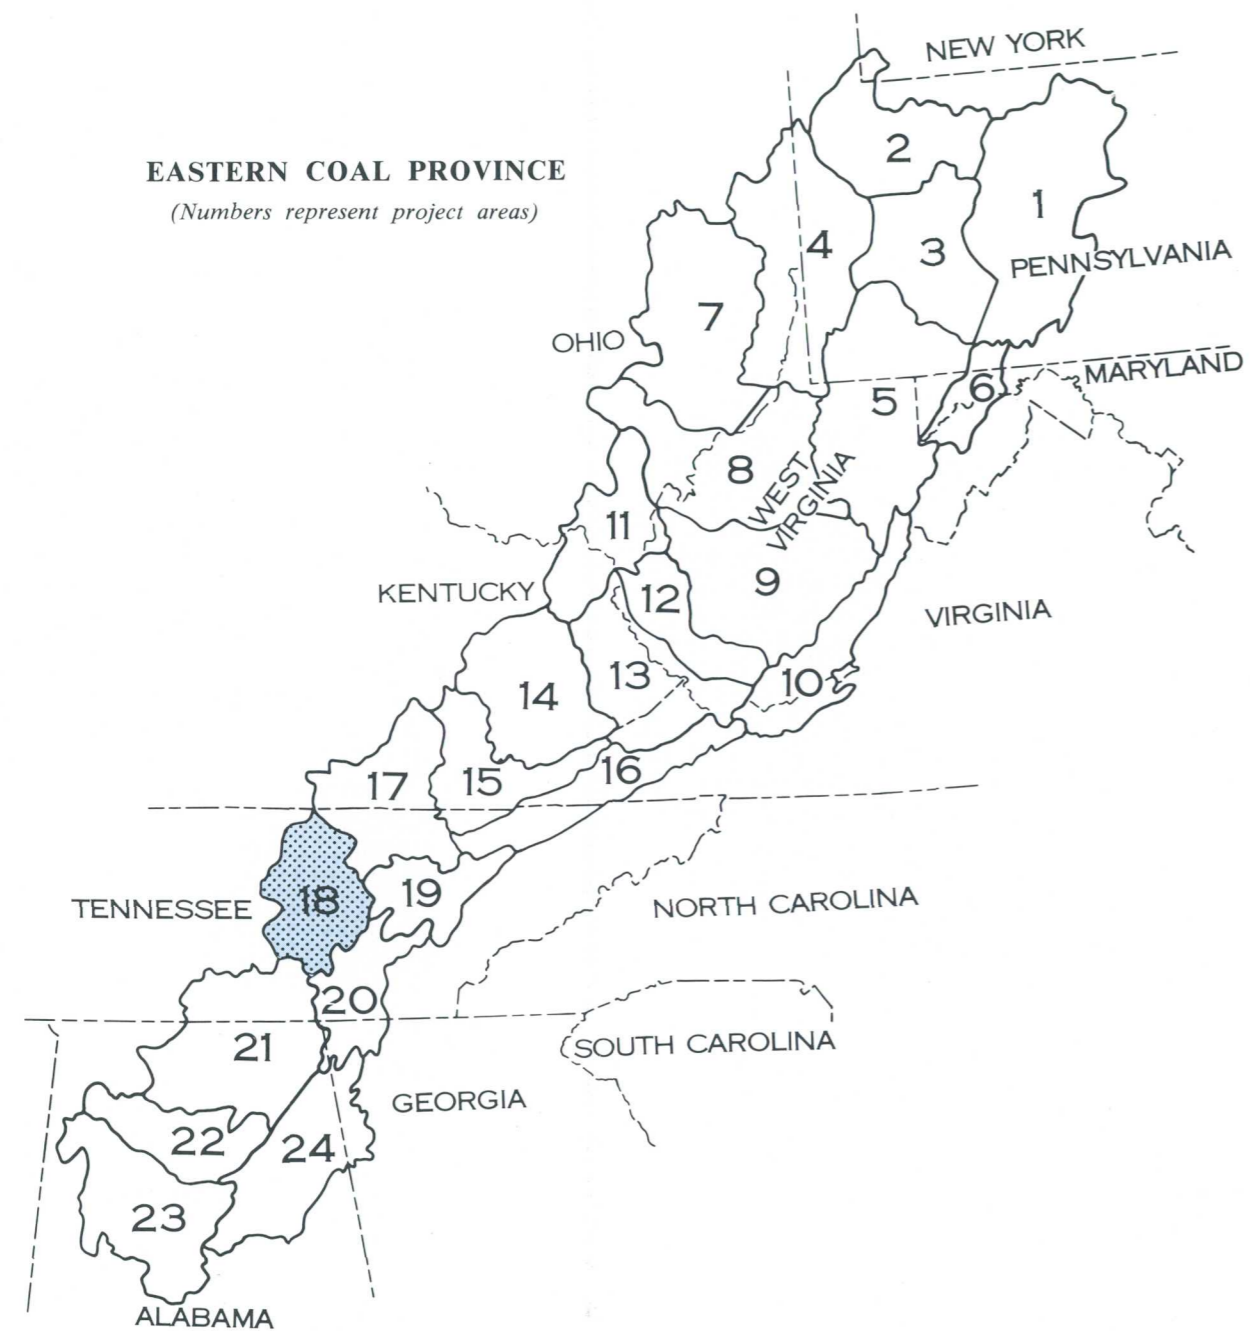 NEW YORK
EASTERN COAL PROVINCE
(Numbers represent project areas)
2
1
4
3
PENNSYLVANIA
7
OHIO
MARYLAND
6
5
8
WEST
VIRGINIA
11
9
KENTUCKY
12
VIRGINIA
13
10
14
16
17
15
18
19
TENNESSEE
NORTH CAROLINA
20
21
SOUTH CAROLINA
GEORGIA
22
24
23
ALABAMA